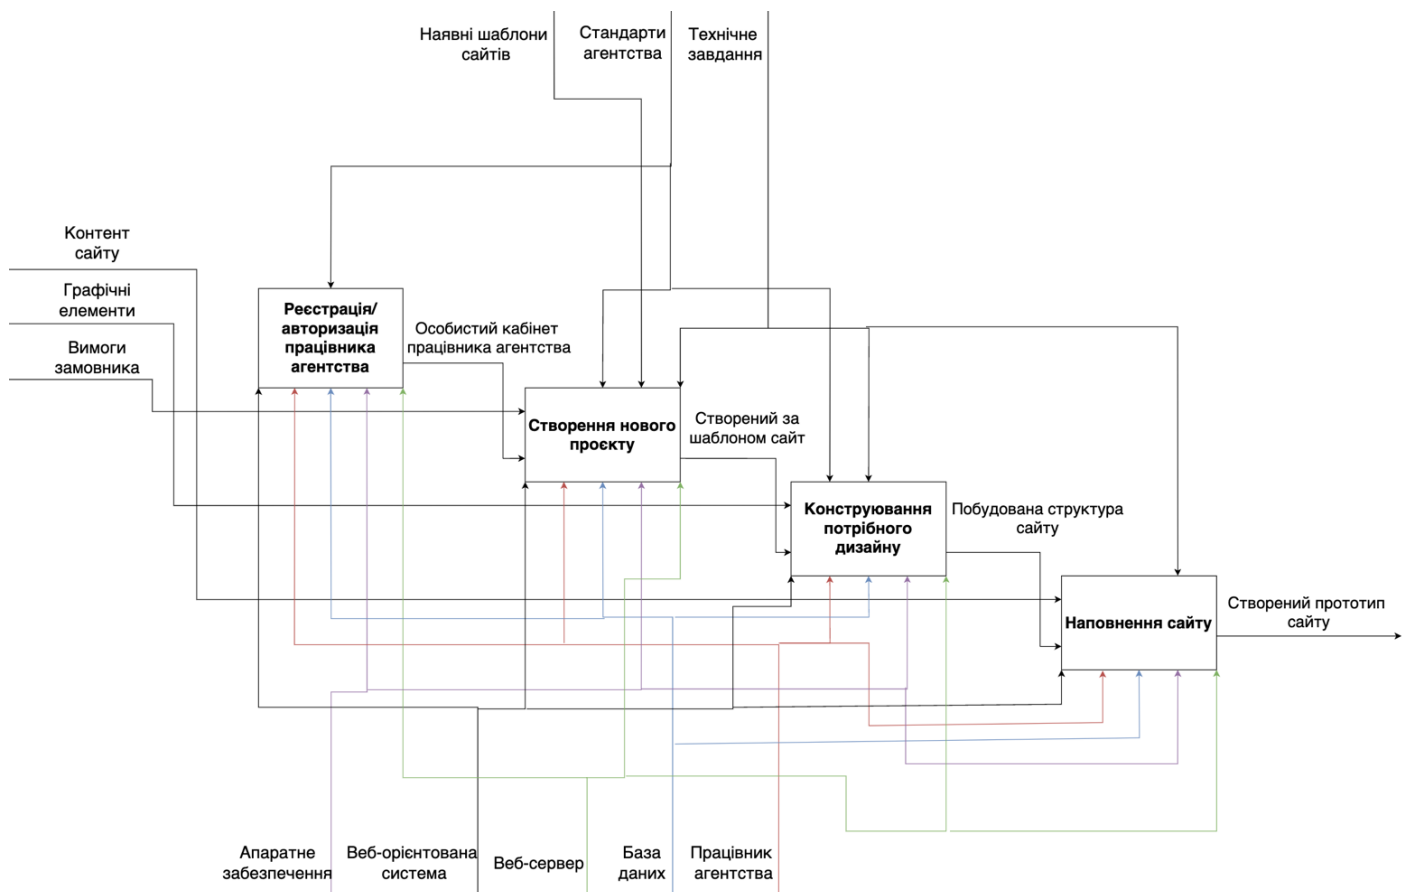 Наявні шаблони
сайтів
Стандарти
агентства
Технічне
завдання
Контент
сайту
Графічні
елементи
Вимоги
замовника
Реєстрація/
авторизація
працівника
агентства
Особистий кабінет
працівника агентства
Створення нового
проєкту
Створений за
шаблоном сайт
Конструювання
потрібного
дизайну
Побудована структура
сайту
Наповнення сайту
Створений прототип
сайту
Апаратне
забезпечення
Веб-орієнтована
система
Веб-сервер
База
даних
Працівник
агентства